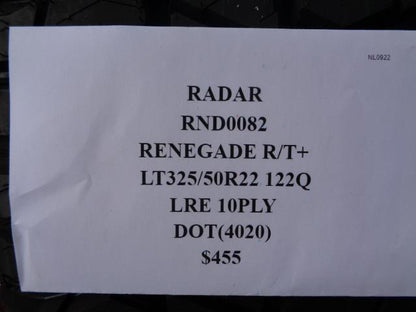 NL0922
RADAR
RND0082
RENEGADE R/T+
LT325/50R22 122Q
LRE 10PLY
DOT(4020)
$455